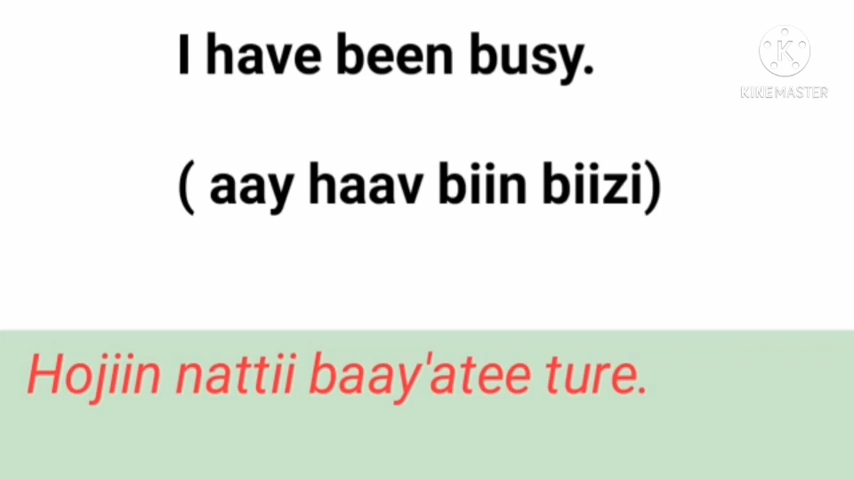 I have been busy.
KINEMASTER
( aay haav biin biizi)
Hojiin nattii baay'atee ture.